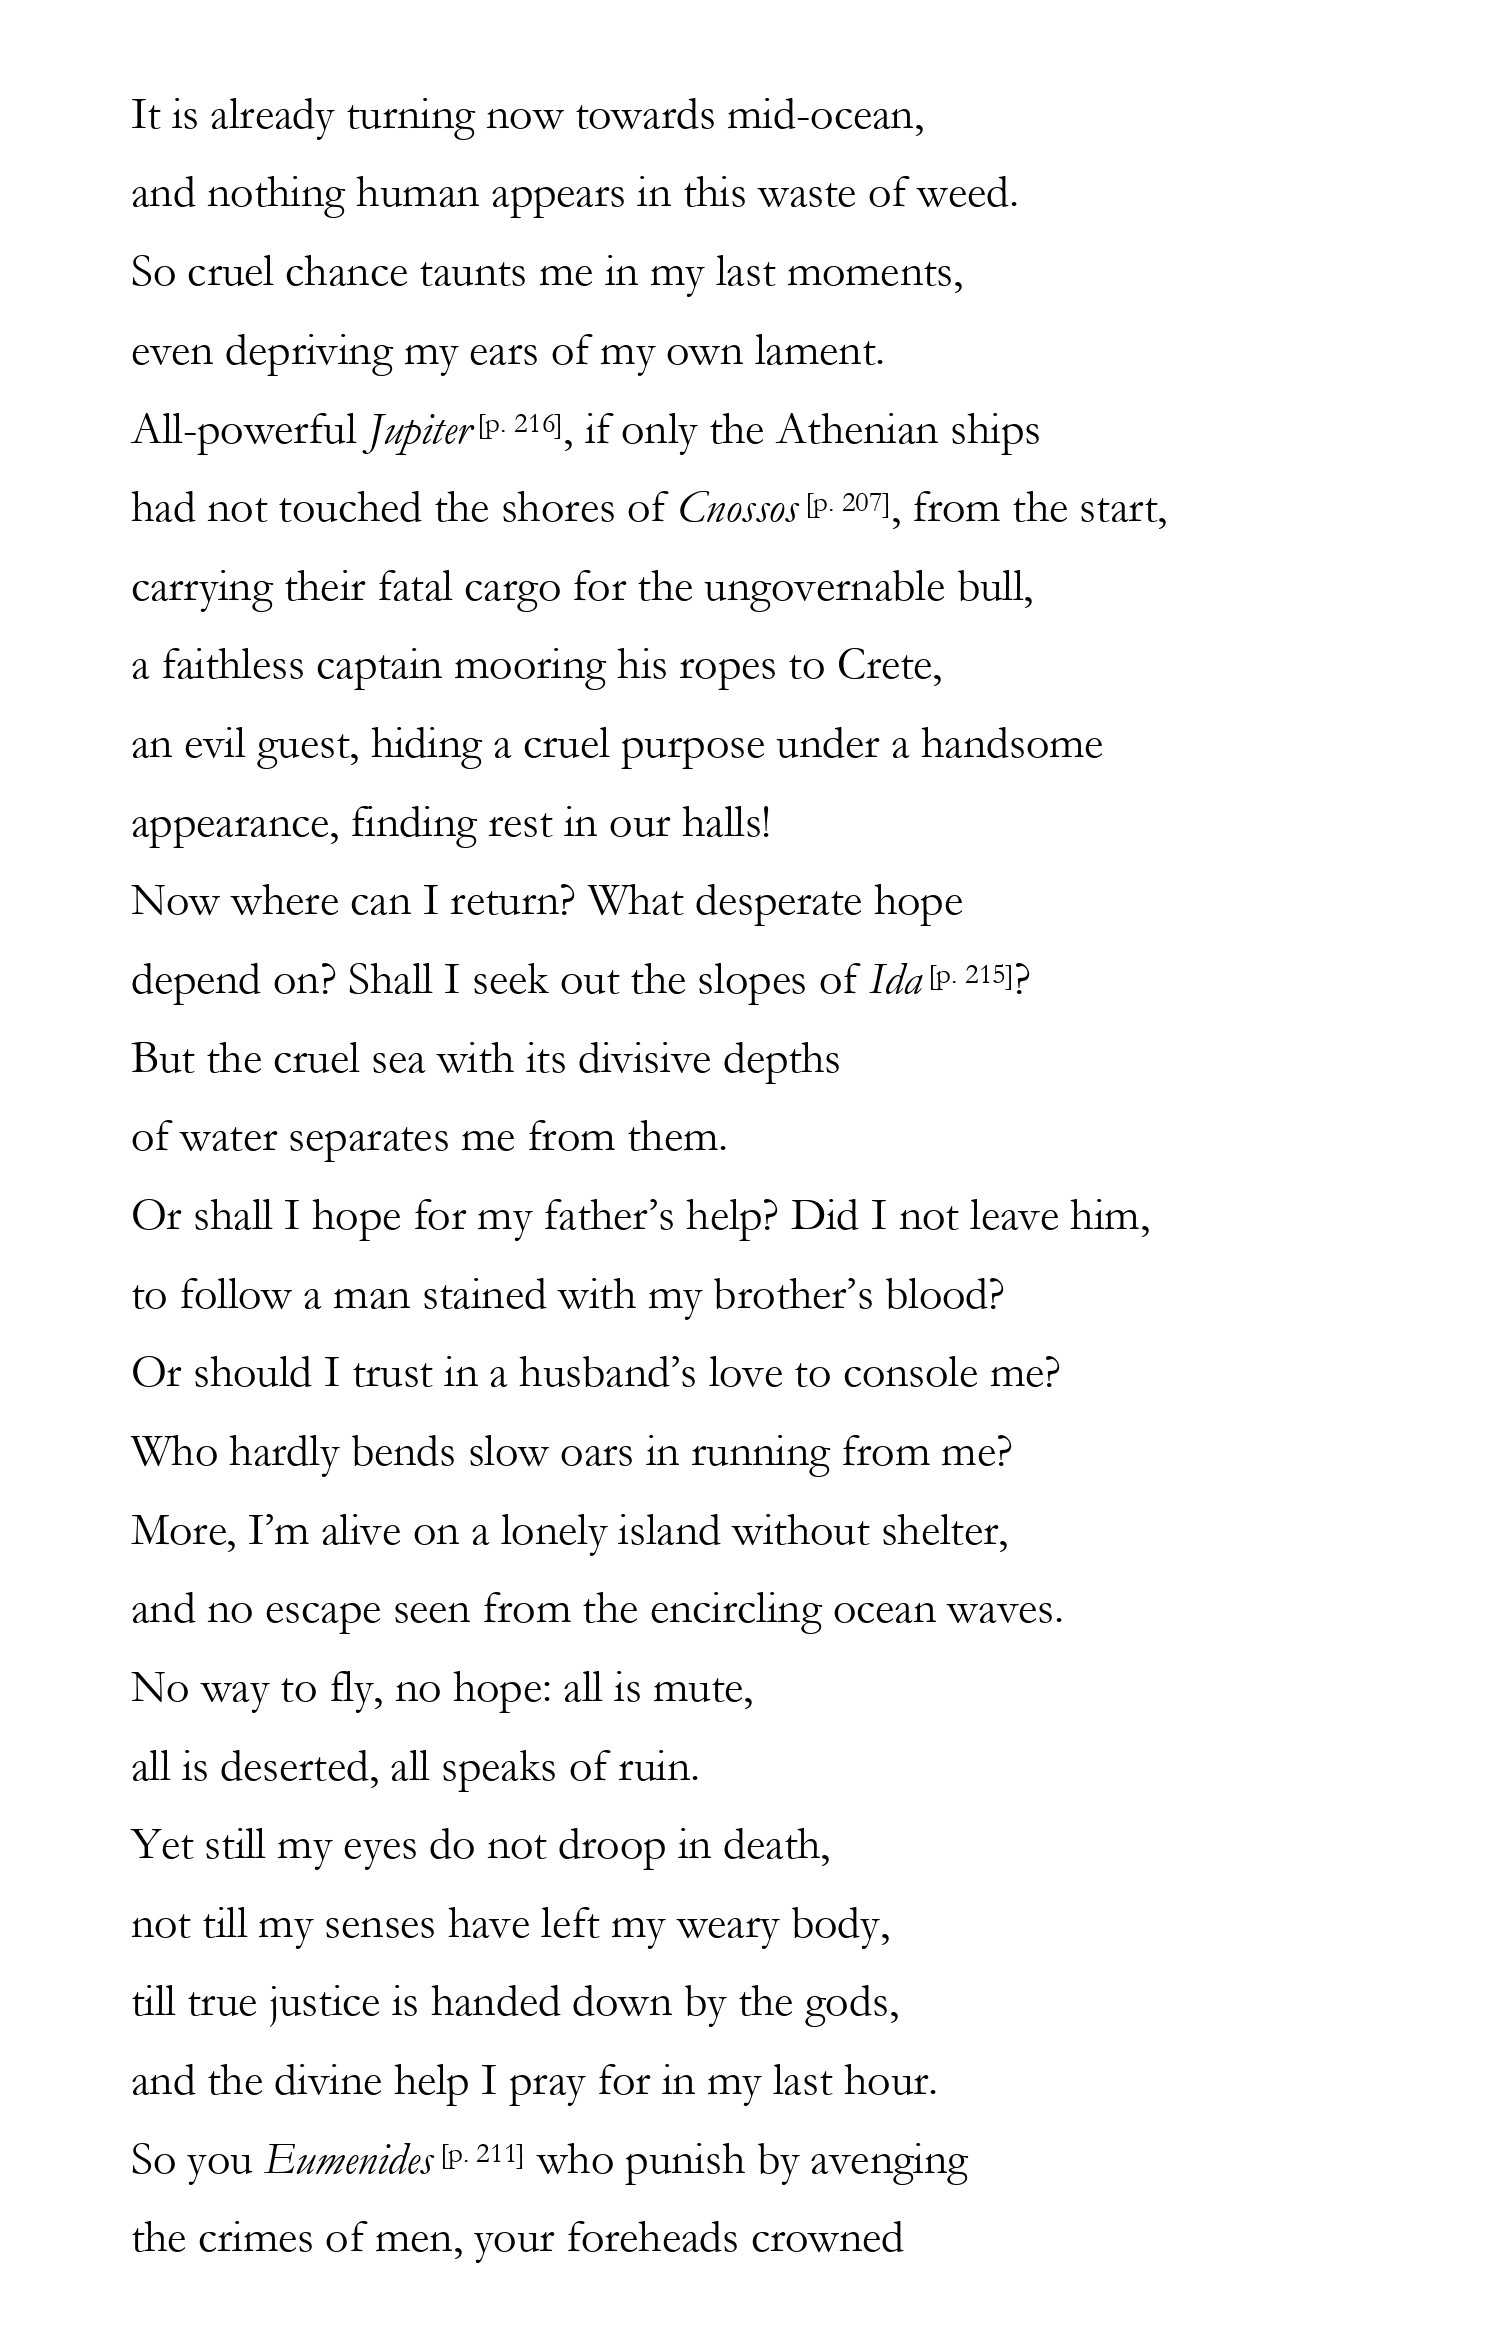 It is already turning now towards mid-ocean,
and nothing human appears in this waste of weed.
So cruel chance taunts me in my last moments,
even depriving my ears of my own lament.
All-powerful Jupiter [p. 216], if only the Athenian ships
had not touched the shores of Cnossos [p. 207], from the start,
carrying their fatal cargo for the ungovernable bull,
a faithless captain mooring his ropes to Crete,
an evil guest, hiding a cruel purpose under a handsome
appearance, finding rest in our halls!
Now where can I return? What desperate hope
depend on? Shall I seek out the slopes of Ida [p. 215]?
But the cruel sea with its divisive depths
of water separates me from them.
Or shall I hope for my father’s help? Did I not leave him,
to follow a man stained with my brother’s blood?
Or should I trust in a husband’s love to console me?
Who hardly bends slow oars in running from me?
More, I’m alive on a lonely island without shelter,
and no escape seen from the encircling ocean waves.
No way to fly, no hope: all is mute,
all is deserted, all speaks of ruin.
Yet still my eyes do not droop in death,
not till my senses have left my weary body,
till true justice is handed down by the gods,
and the divine help I pray for in my last hour.
So you Eumenides [p. 211] who punish by avenging
the crimes of men, your foreheads crowned